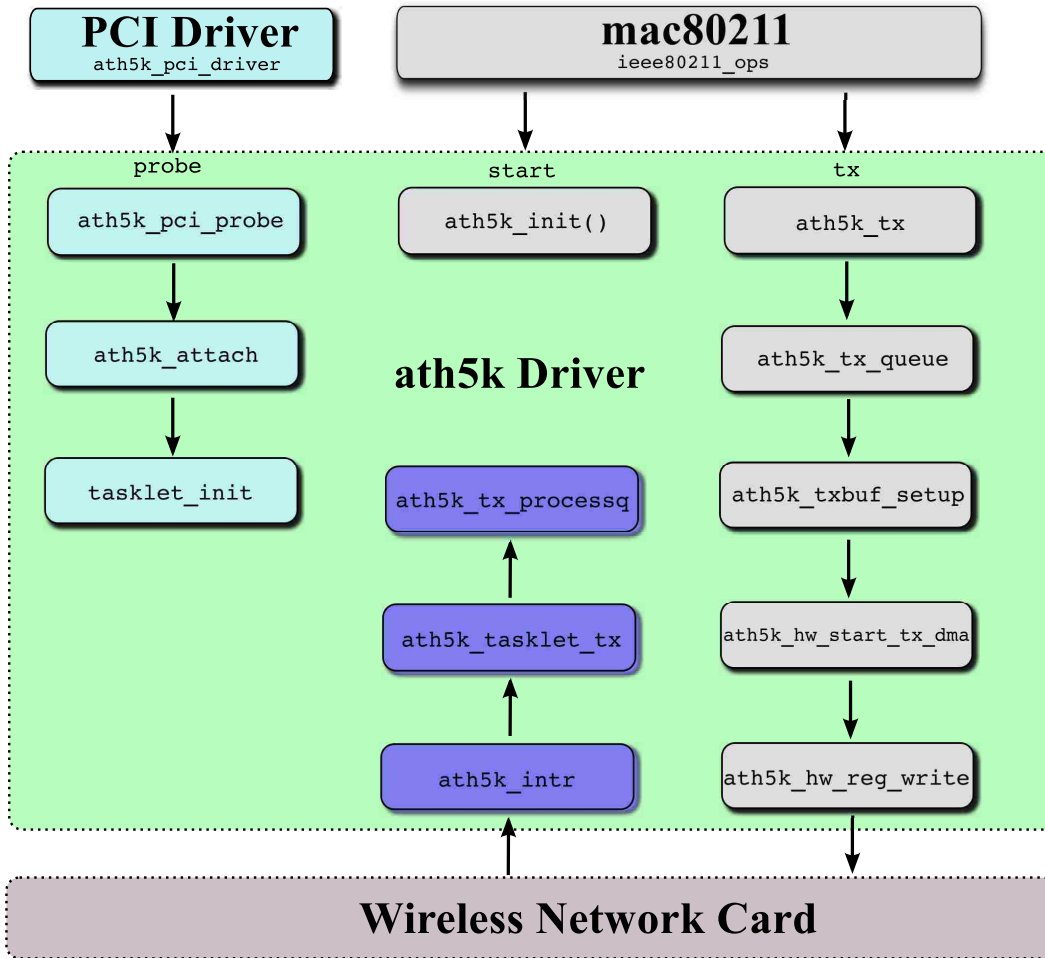 PCI Driver
ath5k_pci_driver
mac80211
ieee80211_ops
probe
start
tx
ath5k_pci_probe
ath5k_init()
ath5k_tx
ath5k_attach
ath5k Driver
ath5k_tx_queue
tasklet_init
ath5k_tx_processq
ath5k_txbuf_setup
ath5k_tasklet_tx
ath5k_hw_start_tx_dma
ath5k_intr
ath5k_hw_reg_write
Wireless Network Card